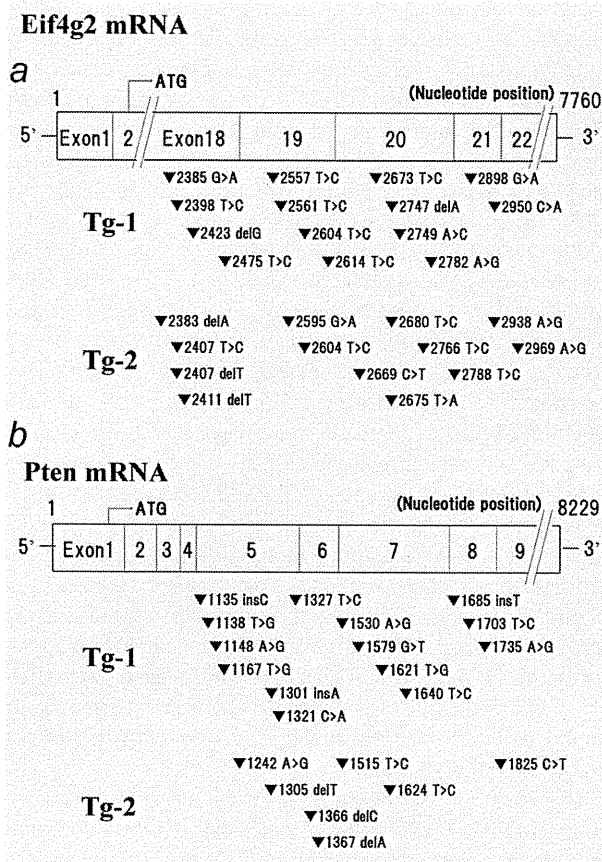 Eif4g2 mRNA
a
ATG
1 (Nucleotide position) 7760
5' Exon1 2 Exon18 19 20 21 22 3'
▼2385 G>A ▼2557 T>C ▼2673 T>C ▼2898 G>A
▼2398 T>C ▼2561 T>C ▼2747 delA ▼2950 C>A
Tg-1
▼2423 delG ▼2604 T>C ▼2749 A>C
▼2475 T>C ▼2614 T>C ▼2782 A>G
▼2383 delA ▼2595 G>A ▼2680 T>C ▼2938 A>G
▼2407 T>C ▼2604 T>C ▼2766 T>C ▼2969 A>G
Tg-2
▼2407 delT ▼2669 C>T ▼2788 T>C
▼2411 delT ▼2675 T>A
b
Pten mRNA
1 ATG (Nucleotide position) 8229
5' Exon1 2 3 4 5 6 7 8 9 3'
▼1135 insC ▼1327 T>C ▼1685 insT
▼1138 T>G ▼1530 A>G ▼1703 T>C
Tg-1
▼1148 A>G ▼1579 G>T ▼1735 A>G
▼1167 T>G ▼1621 T>G
▼1301 insA ▼1640 T>C
▼1321 C>A
▼1242 A>G ▼1515 T>C ▼1825 C>T
▼1305 delT ▼1624 T>C
Tg-2
▼1366 delC
▼1367 delA